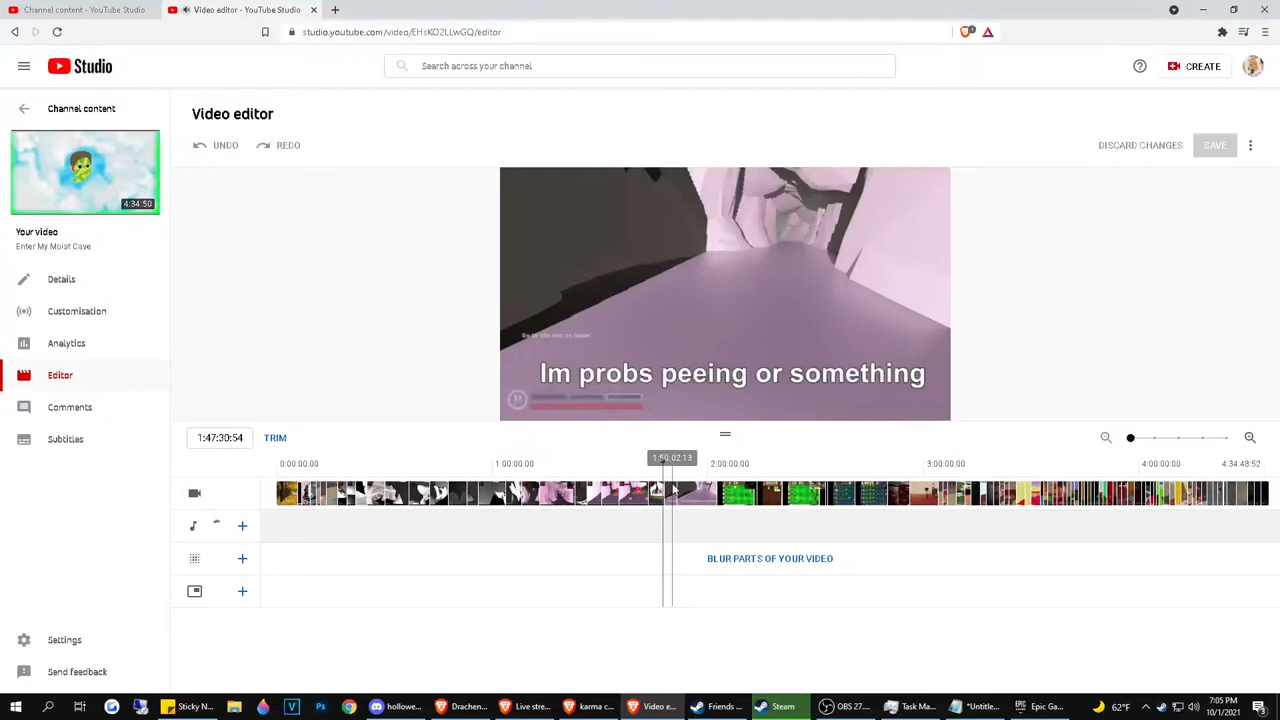 Channel content - YouTube Studio
Video editor - YouTube Studio
studio.youtube.com/video/EHsKO2LLwGQ/editor
Studio
Search across your channel
CREATE
Channel content
Video editor
UNDO
REDO
DISCARD CHANGES
SAVE
4:34:50
Your video
Enter My Moist Cave
Details
Customisation
Analytics
Editor
Comments
Subtitles
Im probs peeing or something
1:47:30:54
TRIM
1:50:02:13
0:00:00:00
1:00:00:00
2:00:00:00
3:00:00:00
4:00:00:00
4:34:48:52
BLUR PARTS OF YOUR VIDEO
Settings
Send feedback
Sticky N...
hollowe...
Drachen...
Live stre...
karma c...
Video e...
Friends ...
Steam
OBS 27....
Task Ma...
*Untitle...
Epic Ga...
62°F
7:05 PM
10/1/2021